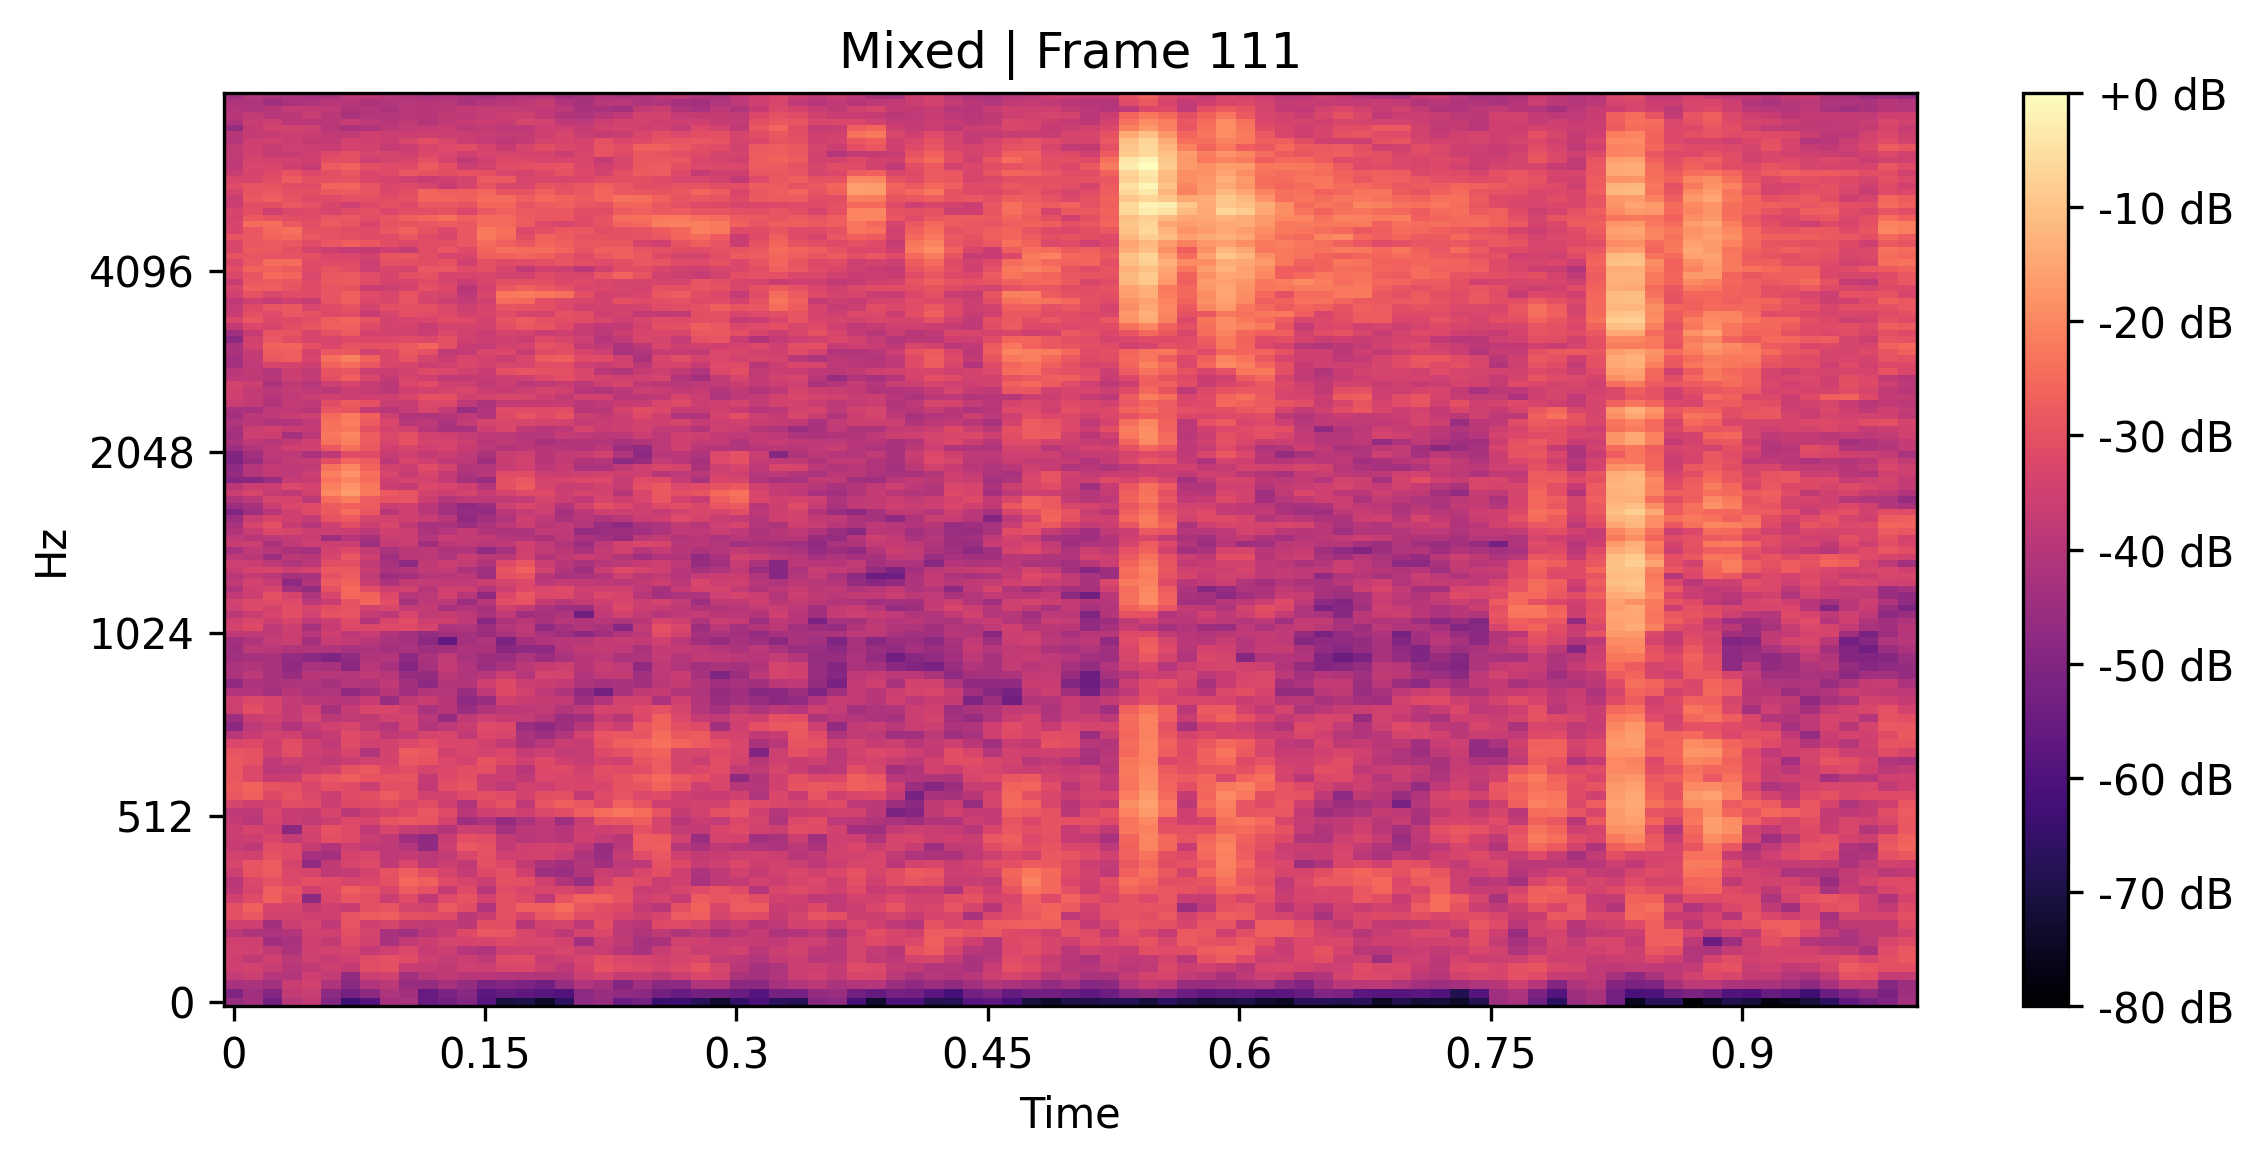 Mixed | Frame 111
+0 dB
-10 dB
-20 dB
-30 dB
-40 dB
-50 dB
-60 dB
-70 dB
-80 dB
Hz
4096
2048
1024
512
0
0 0.15 0.3 0.45 0.6 0.75 0.9
Time